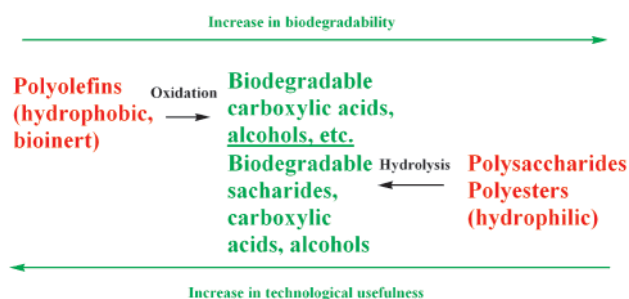 Increase in biodegradability
Polyolefins
(hydrophobic,
bioinert)
Oxidation
Biodegradable
carboxylic acids,
alcohols, etc.
Biodegradable
sacharides,
carboxylic
acids, alcohols
Hydrolysis
Polysaccharides
Polyesters
(hydrophilic)
Increase in technological usefulness